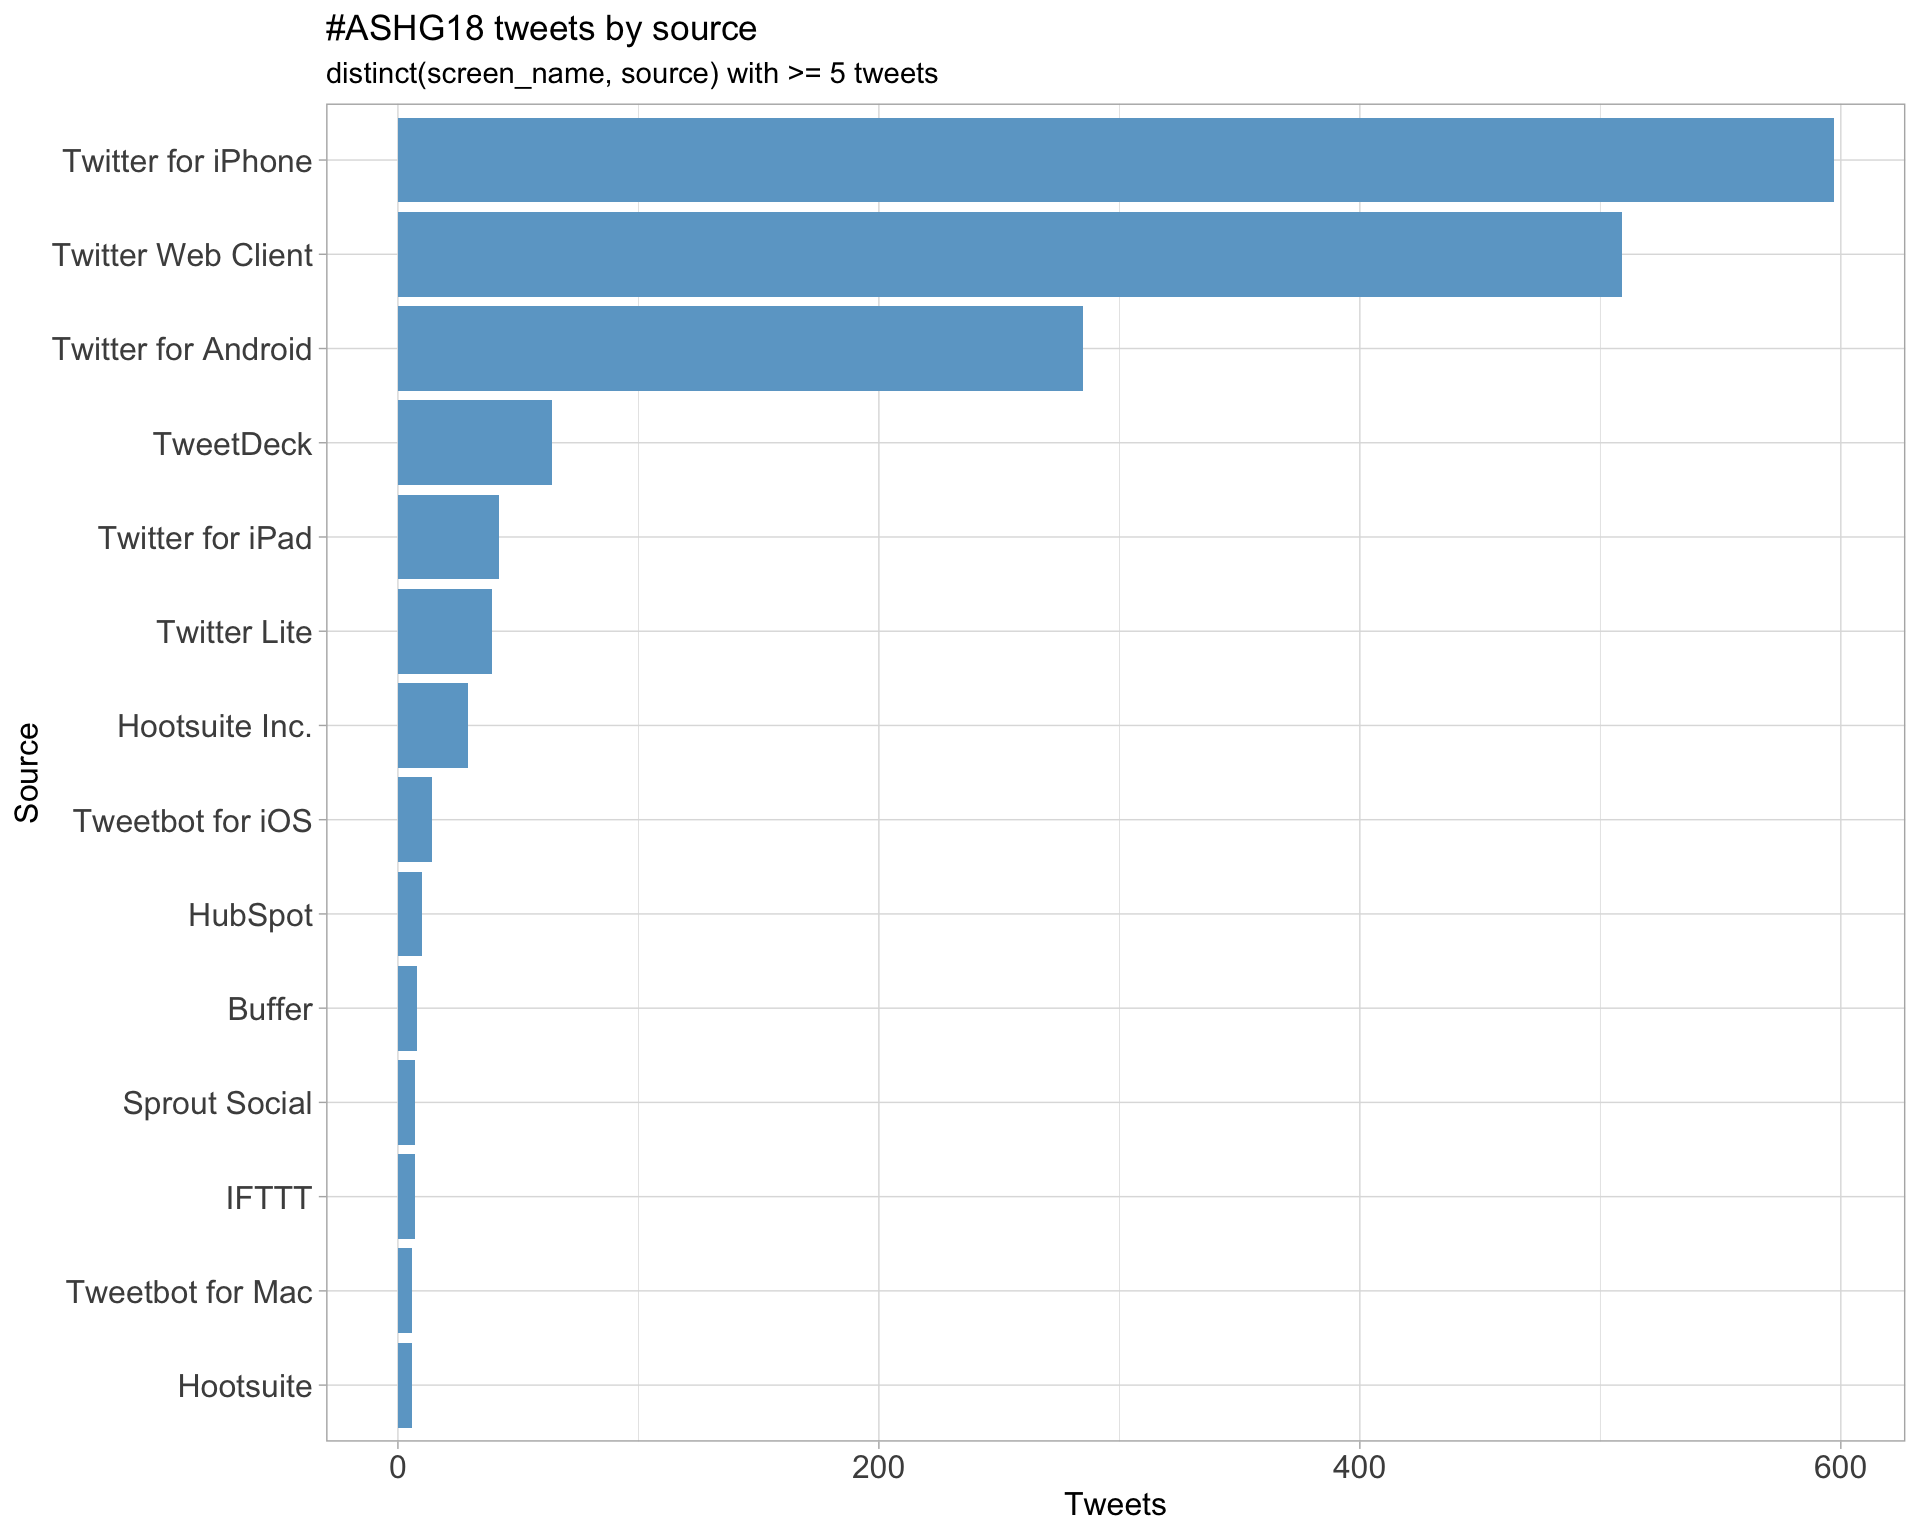 #ASHG18 tweets by source
distinct(screen_name, source) with >= 5 tweets
Twitter for iPhone
Twitter Web Client
Twitter for Android
TweetDeck
Twitter for iPad
Twitter Lite
Hootsuite Inc.
Tweetbot for iOS
HubSpot
Buffer
Sprout Social
IFTTT
Tweetbot for Mac
Hootsuite
Source
0 200 400 600
Tweets